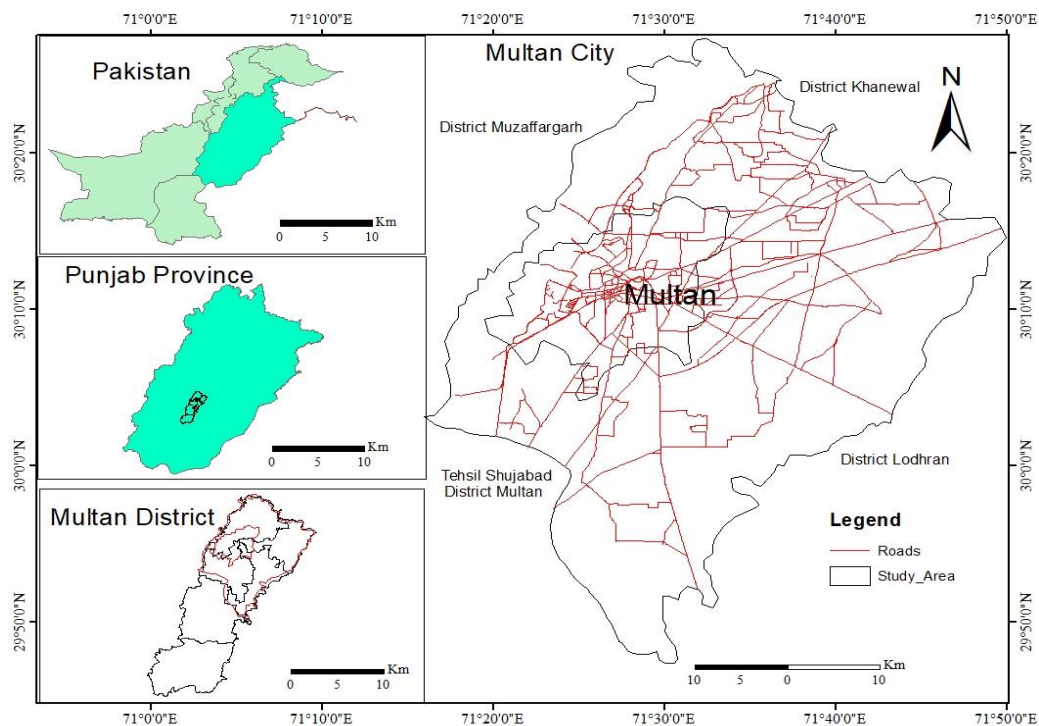 71°0'0"E 71°10'0"E 71°20'0"E 71°30'0"E 71°40'0"E 71°50'0"E
Pakistan
Km
0 5 10
Punjab Province
Km
0 5 10
Multan District
Km
0 5 10
Multan City
District Khanewal
N
District Muzaffargarh
Multan
Tehsil Shujabad
District Multan
District Lodhran
Legend
Roads
Study_Area
Km
10 5 0 10
30°20'0"N
30°10'0"N
30°0'0"N
29°50'0"N
30°20'0"N
30°10'0"N
30°0'0"N
29°50'0"N
71°0'0"E 71°10'0"E 71°20'0"E 71°30'0"E 71°40'0"E 71°50'0"E